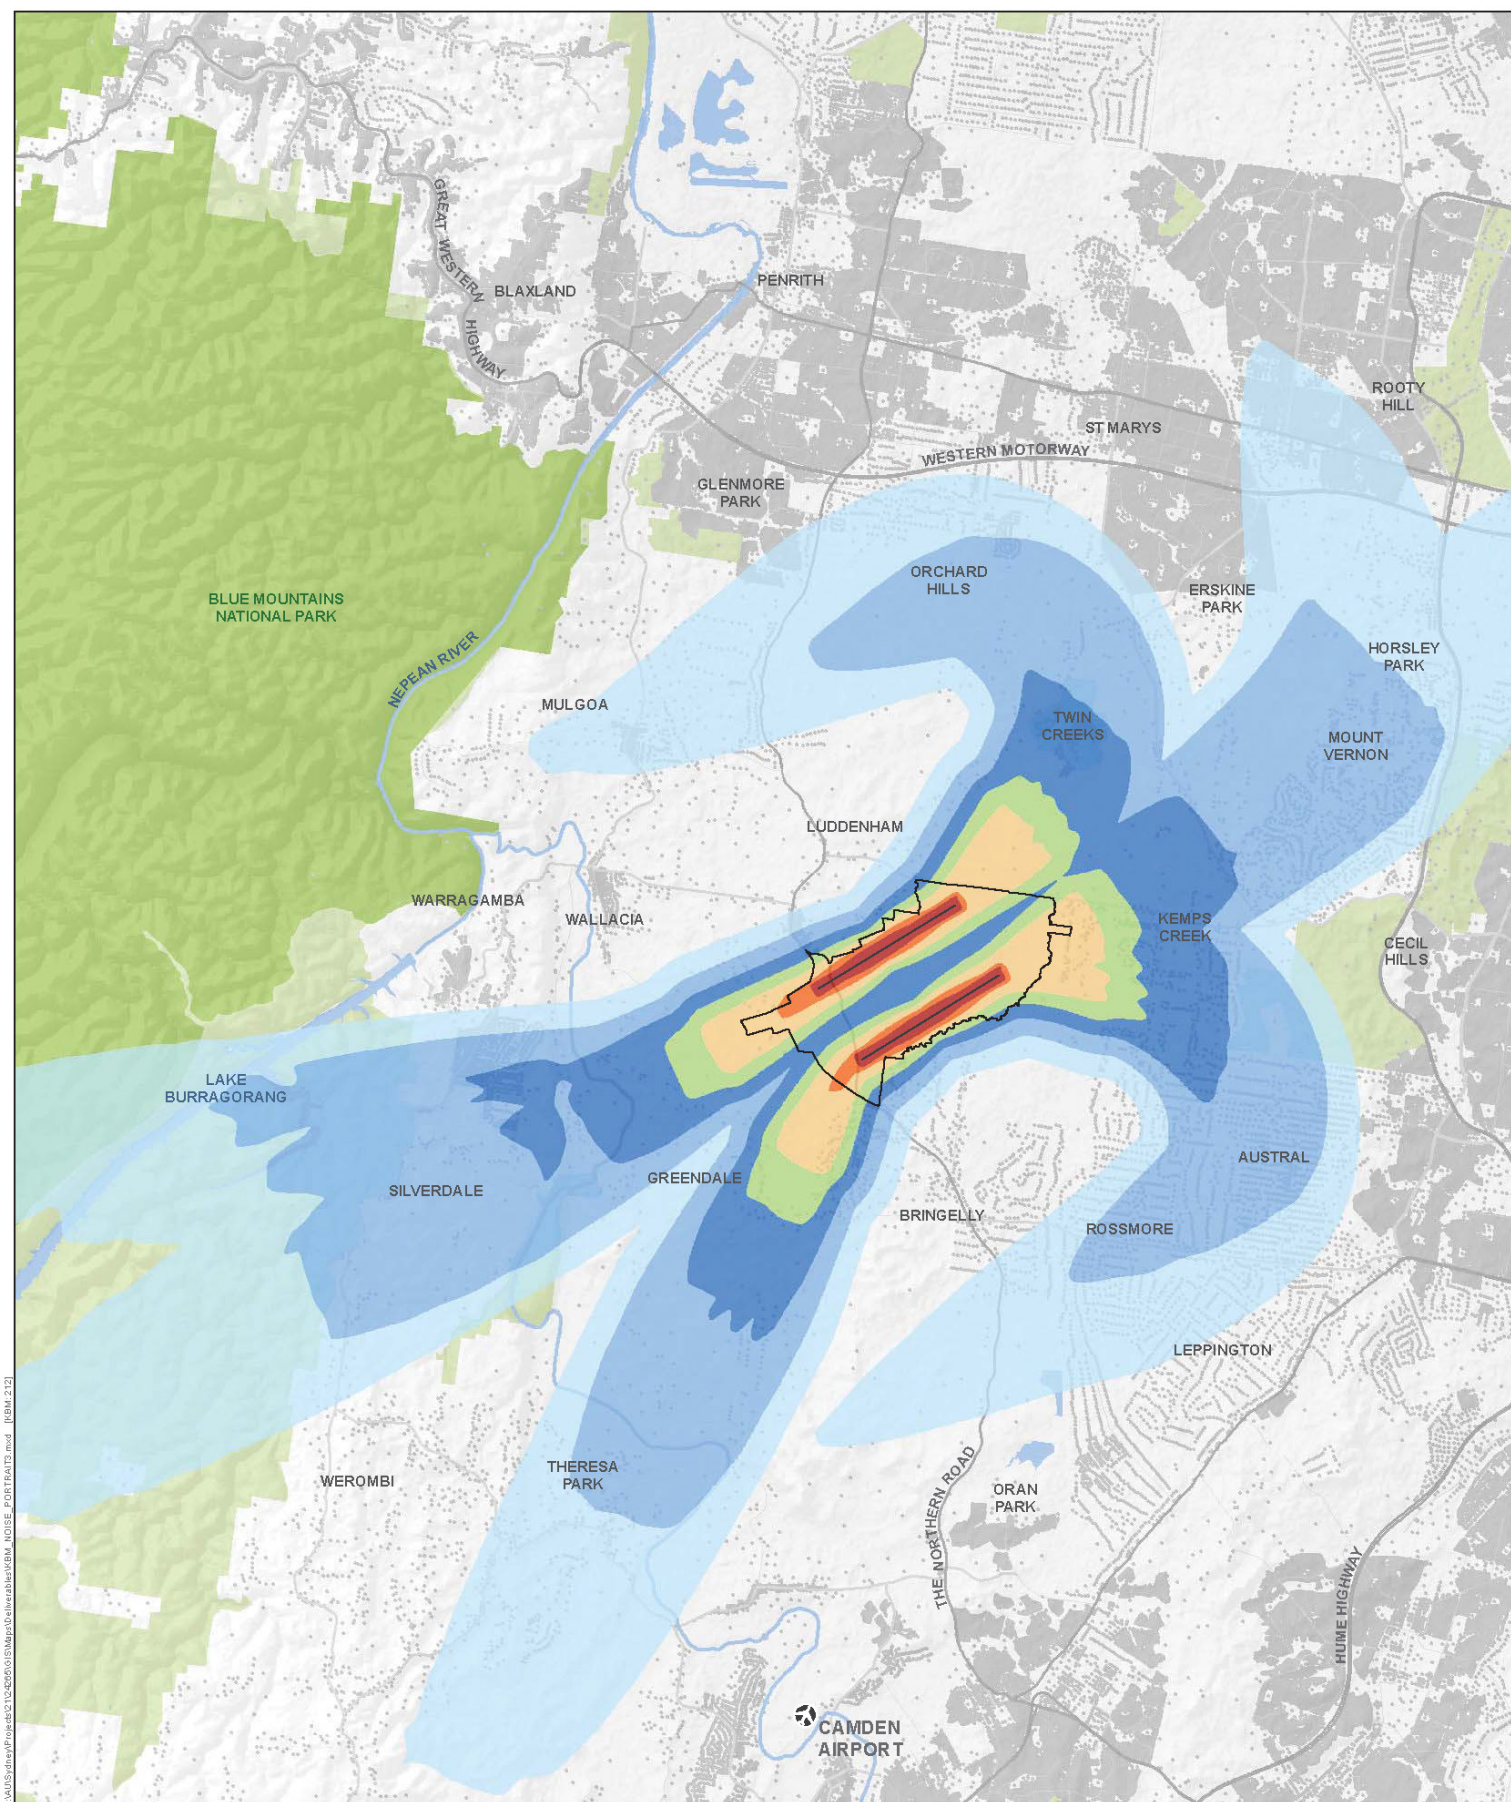 GREAT WESTERN
HIGHWAY
BLAXLAND
PENRITH
ROOTY
HILL
ST MARYS
WESTERN MOTORWAY
GLENMORE
PARK
ORCHARD
HILLS
ERSKINE
PARK
BLUE MOUNTAINS
NATIONAL PARK
NEPEAN RIVER
HORSLEY
PARK
MULGOA
TWIN
CREEKS
MOUNT
VERNON
LUDDENHAM
WARRAGAMBA
WALLACIA
KEMPS
CREEK
CECIL
HILLS
LAKE
BURRAGORANG
SILVERDALE
GREENDALE
AUSTRAL
BRINGELLY
ROSSMORE
LEPPINGTON
WEROMBI
THERESA
PARK
THE NORTHERN ROAD
ORAN
PARK
HUME HIGHWAY
CAMDEN
AIRPORT